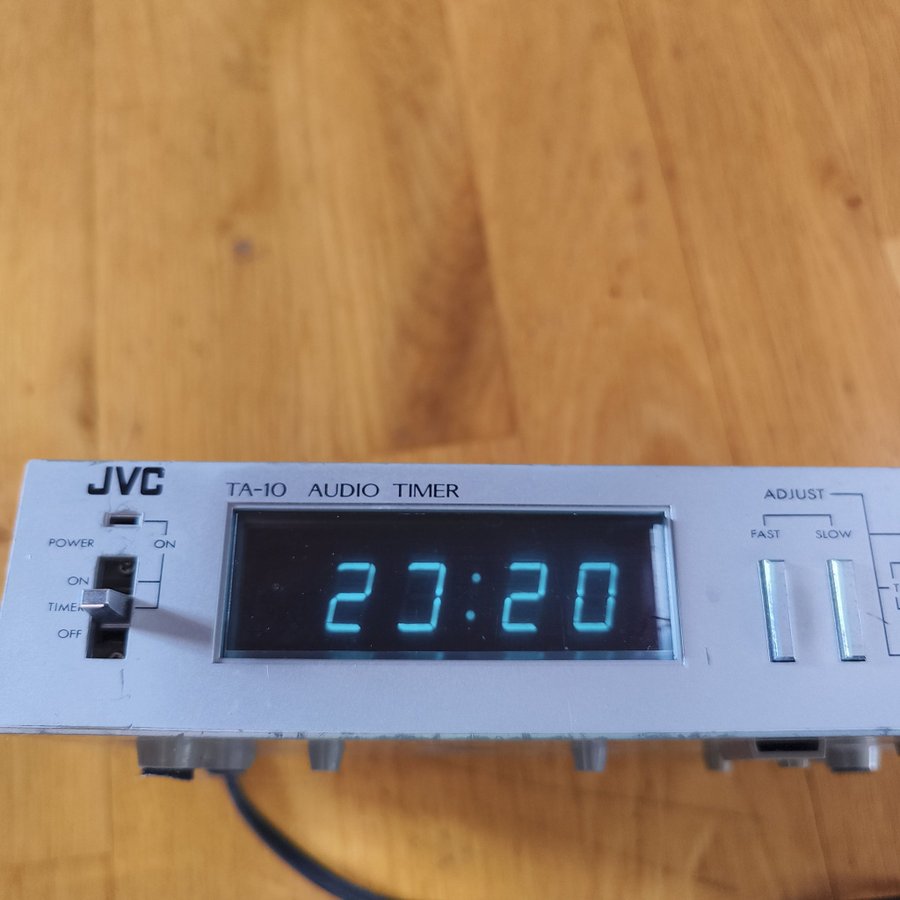 JVC
TA-10 AUDIO TIMER
POWER
ON
ON
TIMER
OFF
23:20
ADJUST
FAST SLOW